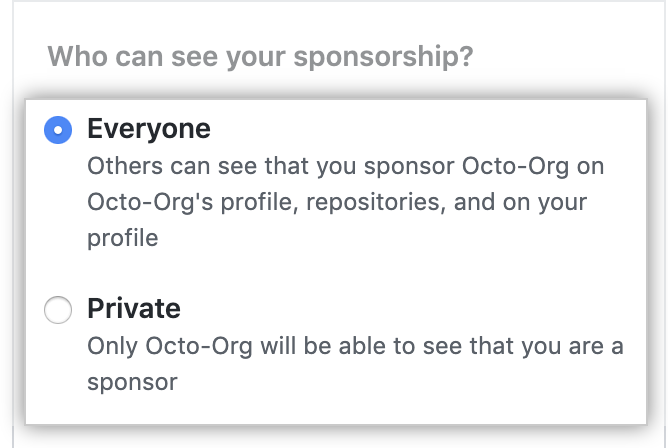 Who can see your sponsorship?
Everyone
Others can see that you sponsor Octo-Org on
Octo-Org's profile, repositories, and on your
profile
Private
Only Octo-Org will be able to see that you are a
sponsor